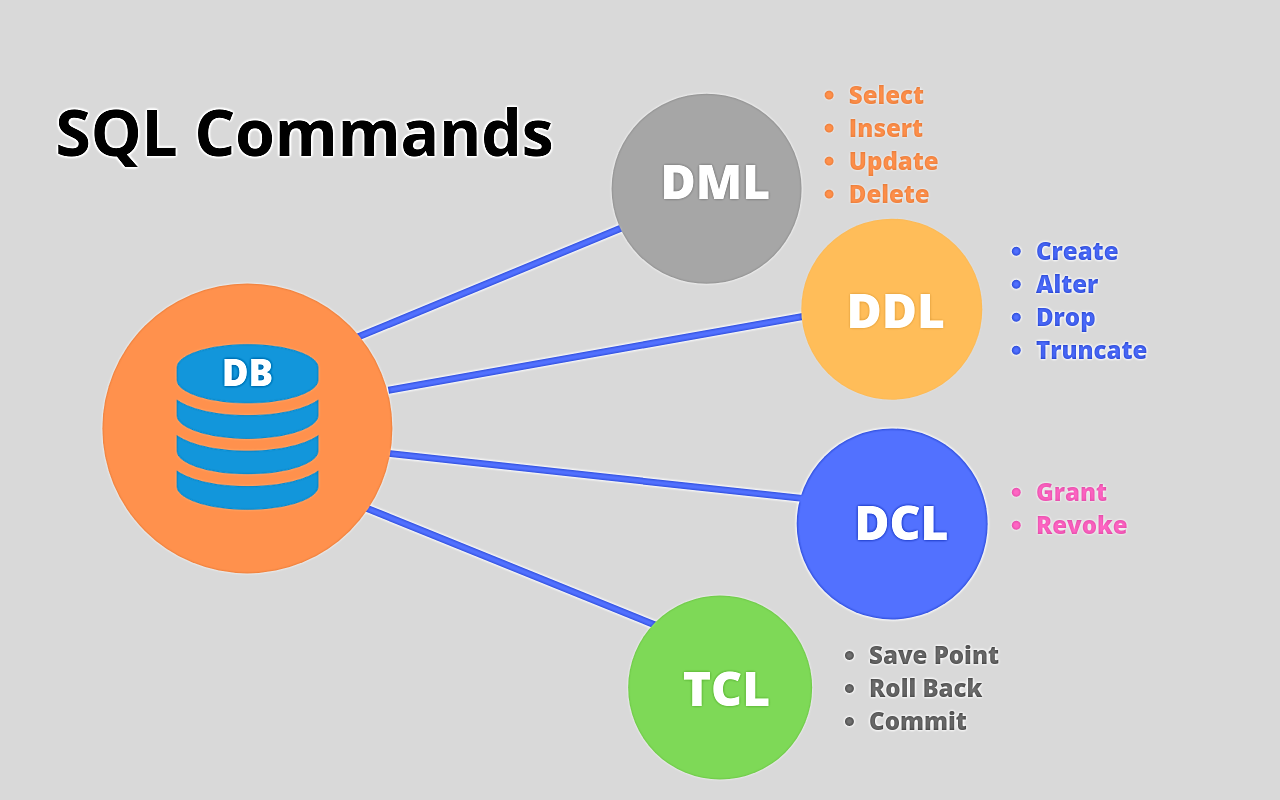 SQL Commands
DB
DML
• Select
• Insert
• Update
• Delete
DDL
• Create
• Alter
• Drop
• Truncate
DCL
• Grant
• Revoke
TCL
• Save Point
• Roll Back
• Commit